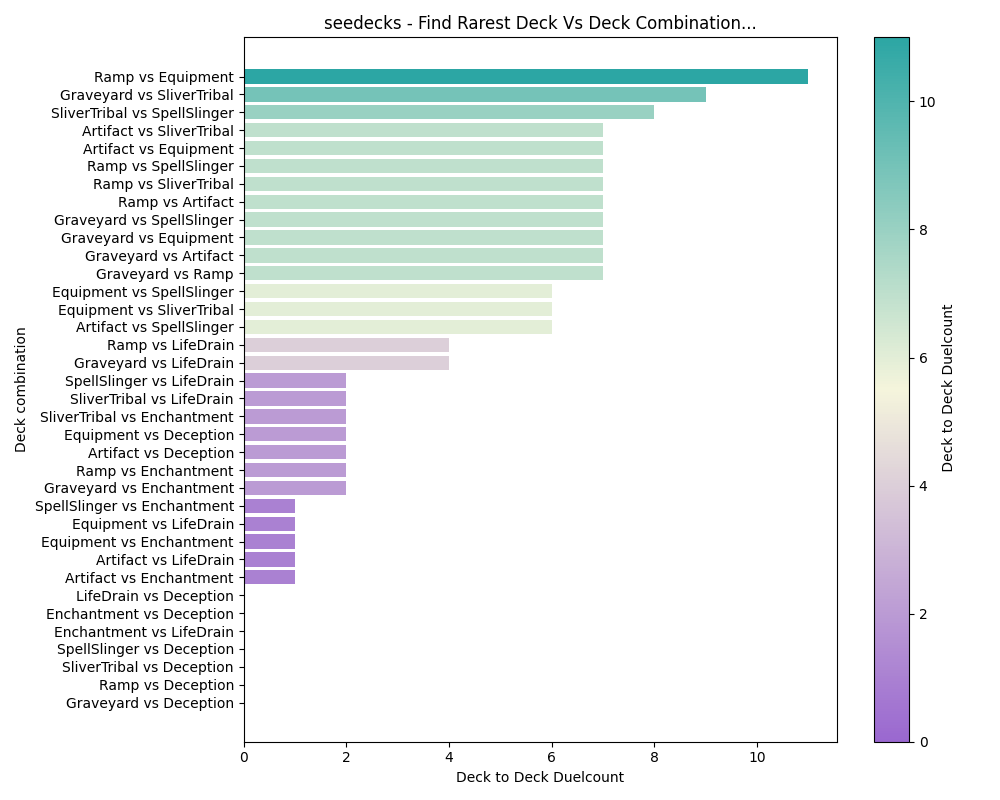 seedecks - Find Rarest Deck Vs Deck Combination...
Ramp vs Equipment
Graveyard vs SliverTribal
SliverTribal vs SpellSlinger
Artifact vs SliverTribal
Artifact vs Equipment
Ramp vs SpellSlinger
Ramp vs SliverTribal
Ramp vs Artifact
Graveyard vs SpellSlinger
Graveyard vs Equipment
Graveyard vs Artifact
Graveyard vs Ramp
Equipment vs SpellSlinger
Equipment vs SliverTribal
Artifact vs SpellSlinger
Ramp vs LifeDrain
Graveyard vs LifeDrain
SpellSlinger vs LifeDrain
SliverTribal vs LifeDrain
SliverTribal vs Enchantment
Equipment vs Deception
Artifact vs Deception
Ramp vs Enchantment
Graveyard vs Enchantment
SpellSlinger vs Enchantment
Equipment vs LifeDrain
Equipment vs Enchantment
Artifact vs LifeDrain
Artifact vs Enchantment
LifeDrain vs Deception
Enchantment vs Deception
Enchantment vs LifeDrain
SpellSlinger vs Deception
SliverTribal vs Deception
Ramp vs Deception
Graveyard vs Deception
Deck combination
0 2 4 6 8 10
Deck to Deck Duelcount
10
8
6
4
2
0
Deck to Deck Duelcount